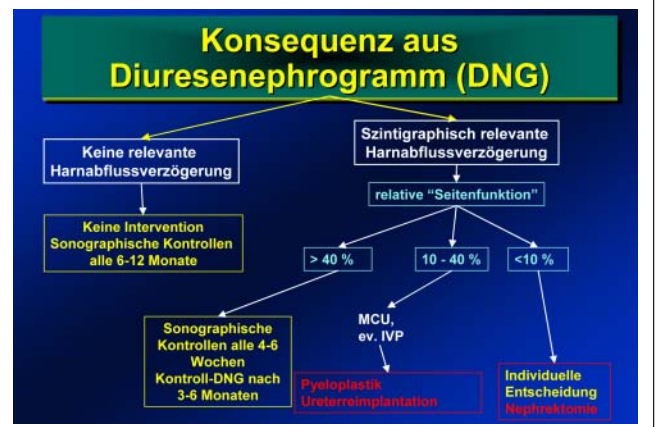 Konsequenz aus
Diuresenephrogramm (DNG)
Keine relevante
Harnabflussverzögerung
Szintigraphisch relevante
Harnabflussverzögerung
relative "Seitenfunktion"
Keine Intervention
Sonographische Kontrollen
alle 6-12 Monate
> 40 %
10 - 40 %
<10 %
Sonographische
Kontrollen alle 4-6
Wochen
Kontroll-DNG nach
3-6 Monaten
MCU,
ev. IVP
Pyeloplastik
Ureterreimplantation
Individuelle
Entscheidung
Nephrektomie